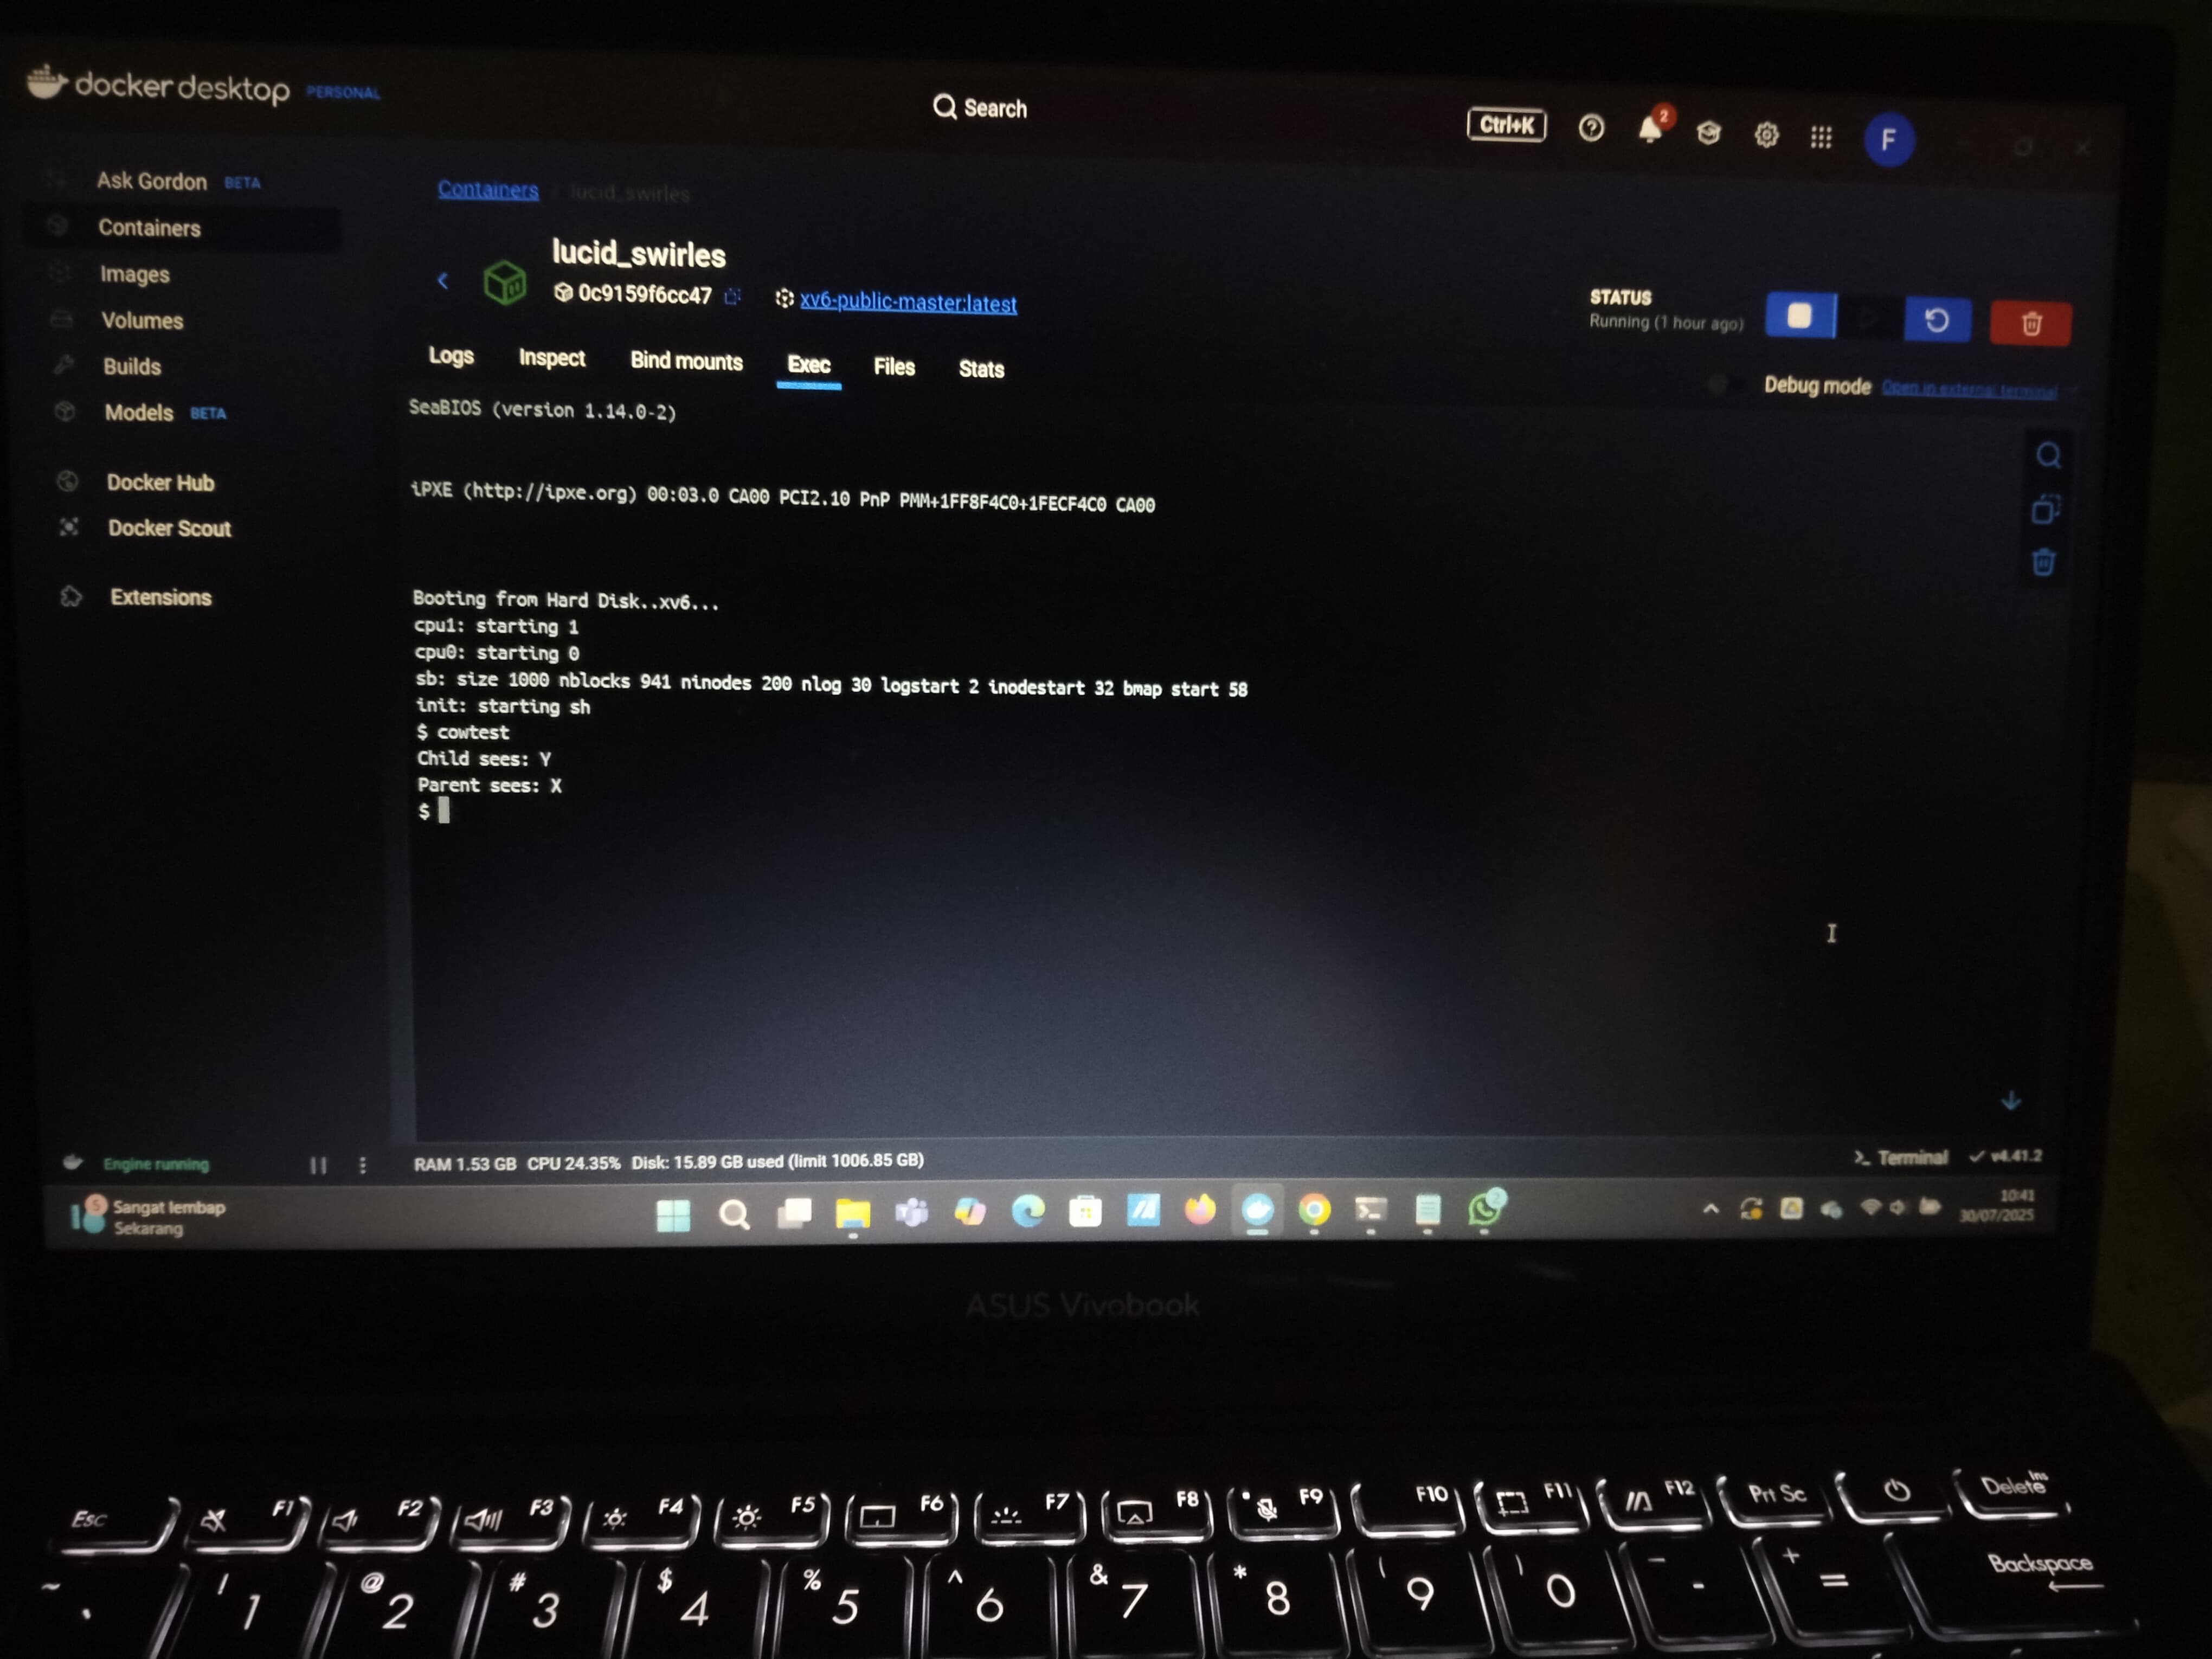 docker desktop PERSONAL
Search
Ctrl+K
2
F
Ask Gordon BETA
Containers
Images
Volumes
Builds
Models BETA
Docker Hub
Docker Scout
Extensions
Containers / lucid_swirles
lucid_swirles
0c9159f6cc47 xv6-public-master:latest
STATUS
Running (1 hour ago)
Logs Inspect Bind mounts Exec Files Stats
Debug mode Open in external terminal
SeaBIOS (version 1.14.0-2)
iPXE (http://ipxe.org) 00:03.0 CA00 PCI2.10 PnP PMM+1FF8F4C0+1FECF4C0 CA00
Booting from Hard Disk..xv6...
cpu1: starting 1
cpu0: starting 0
sb: size 1000 nblocks 941 ninodes 200 nlog 30 logstart 2 inodestart 32 bmap start 58
init: starting sh
$ cowtest
Child sees: Y
Parent sees: X
$
Engine running
RAM 1.53 GB CPU 24.35% Disk: 15.89 GB used (limit 1006.85 GB)
Terminal v4.41.2
5
Sangat lembap
Sekarang
2
10:41
30/07/2025
ASUS Vivobook
Esc F1 F2 F3 F4 F5 F6 F7 F8 F9 F10 F11 F12 Prt Sc Delete Ins
~ ! 1 @ 2 # 3 $ 4 % 5 ^ 6 & 7 * 8 ( 9 ) 0 _ - + = Backspace